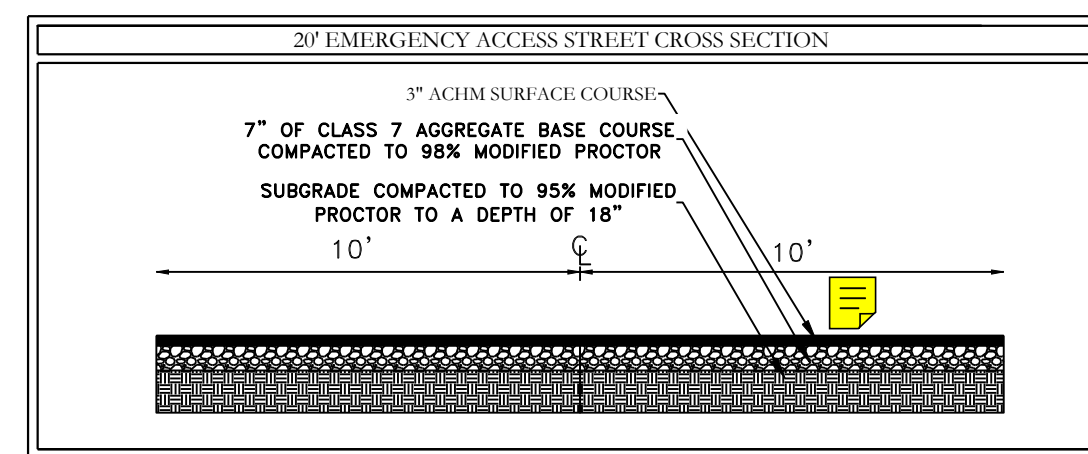 20' EMERGENCY ACCESS STREET CROSS SECTION
3" ACHM SURFACE COURSE
7” OF CLASS 7 AGGREGATE BASE COURSE
COMPACTED TO 98% MODIFIED PROCTOR
SUBGRADE COMPACTED TO 95% MODIFIED
PROCTOR TO A DEPTH OF 18”
10’ ℄ 10’